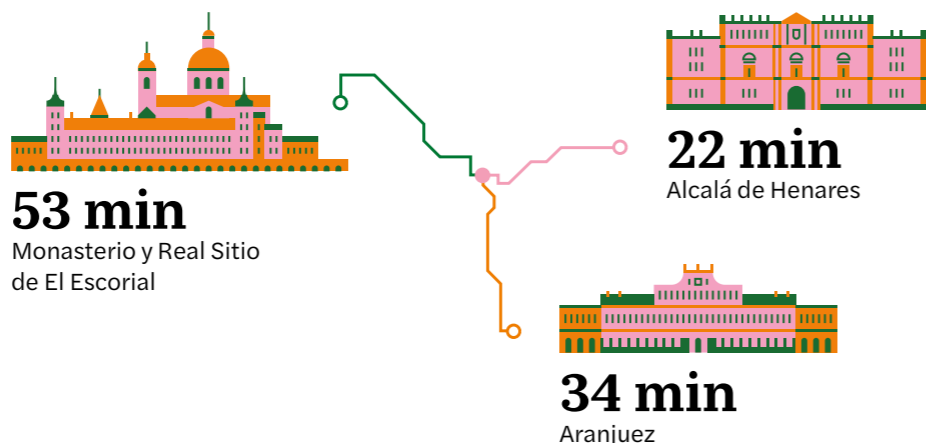 53 min
Monasterio y Real Sitio
de El Escorial
22 min
Alcalá de Henares
34 min
Aranjuez